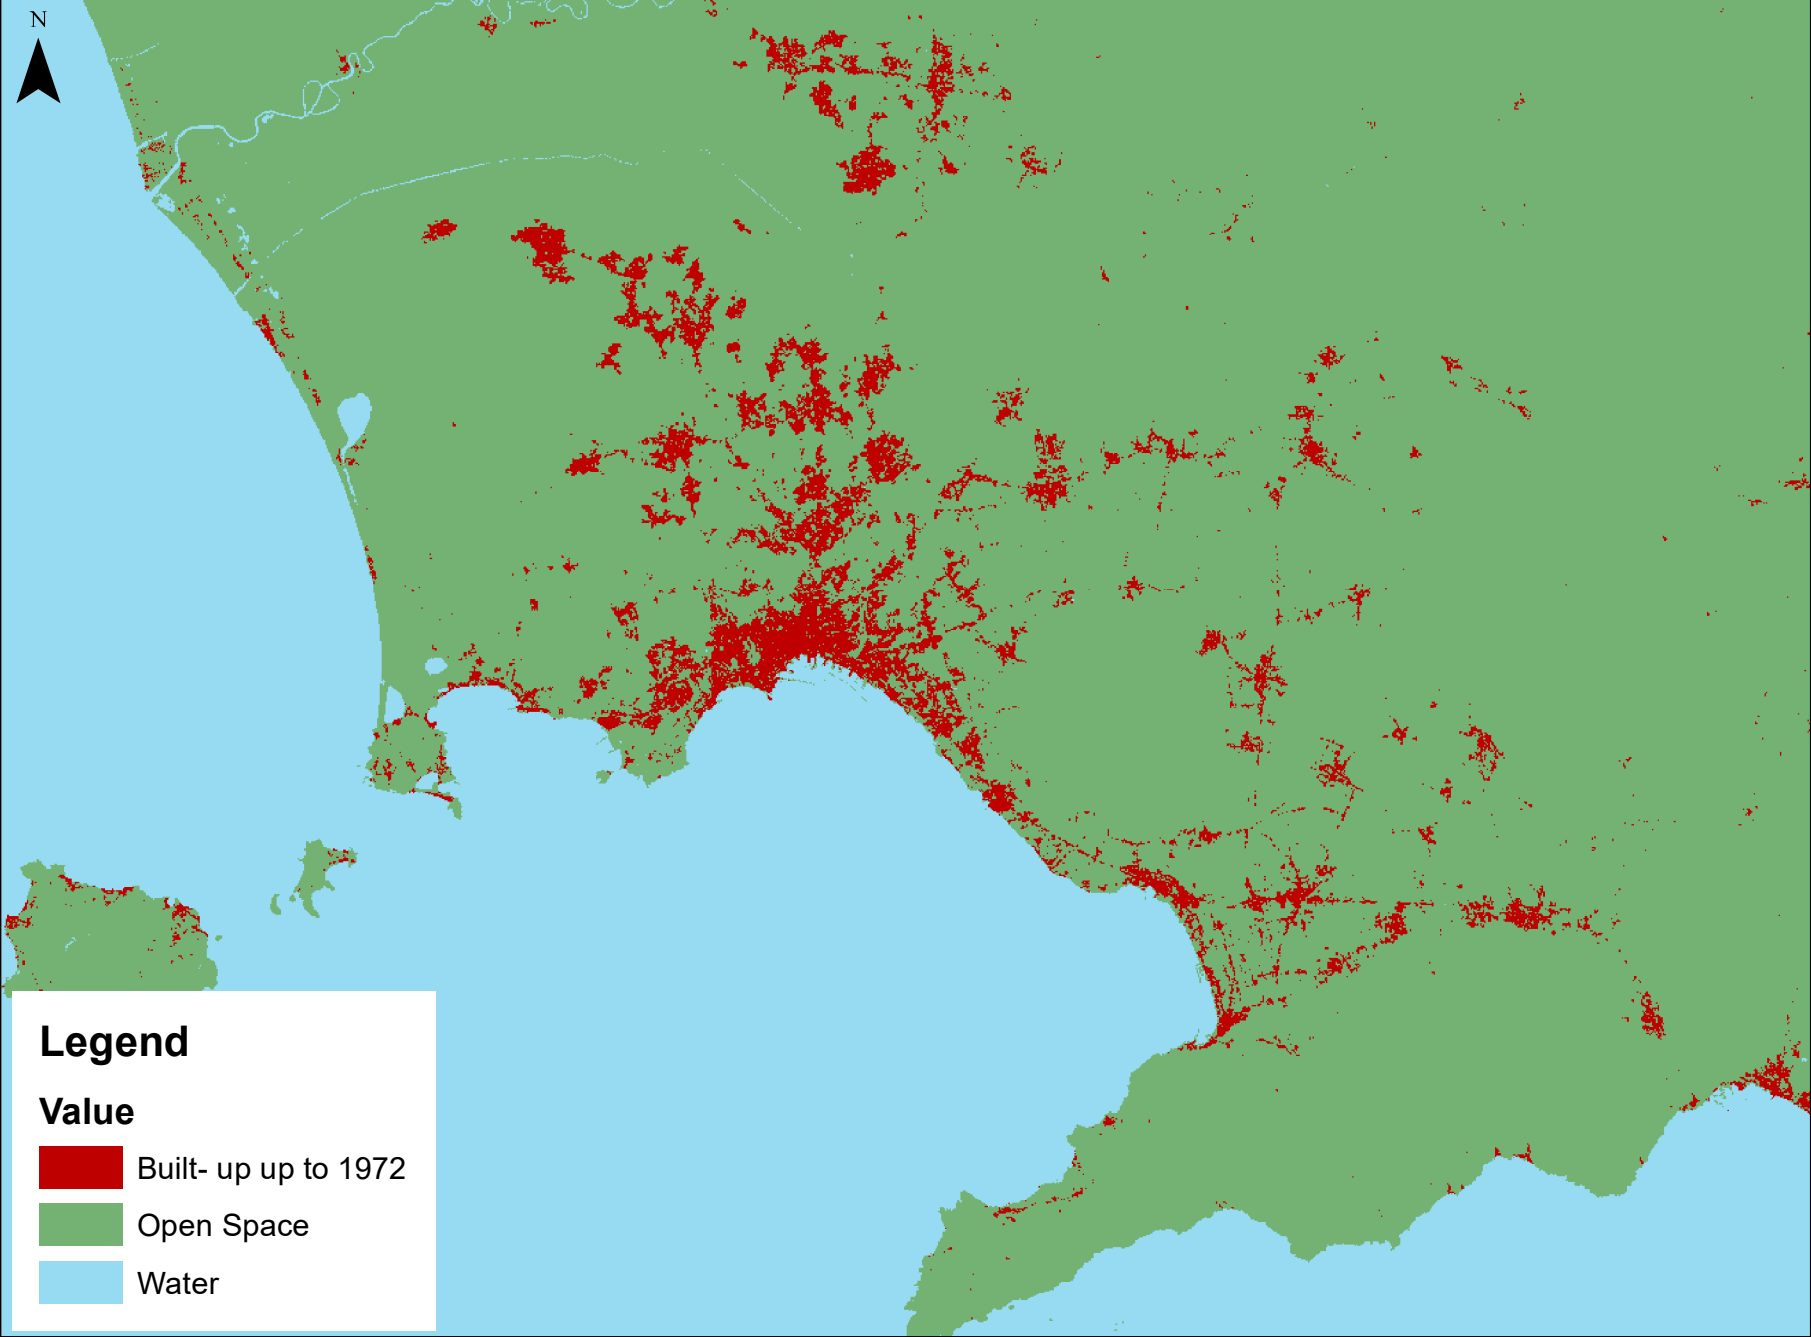 N
Legend
Value
Built- up up to 1972
Open Space
Water